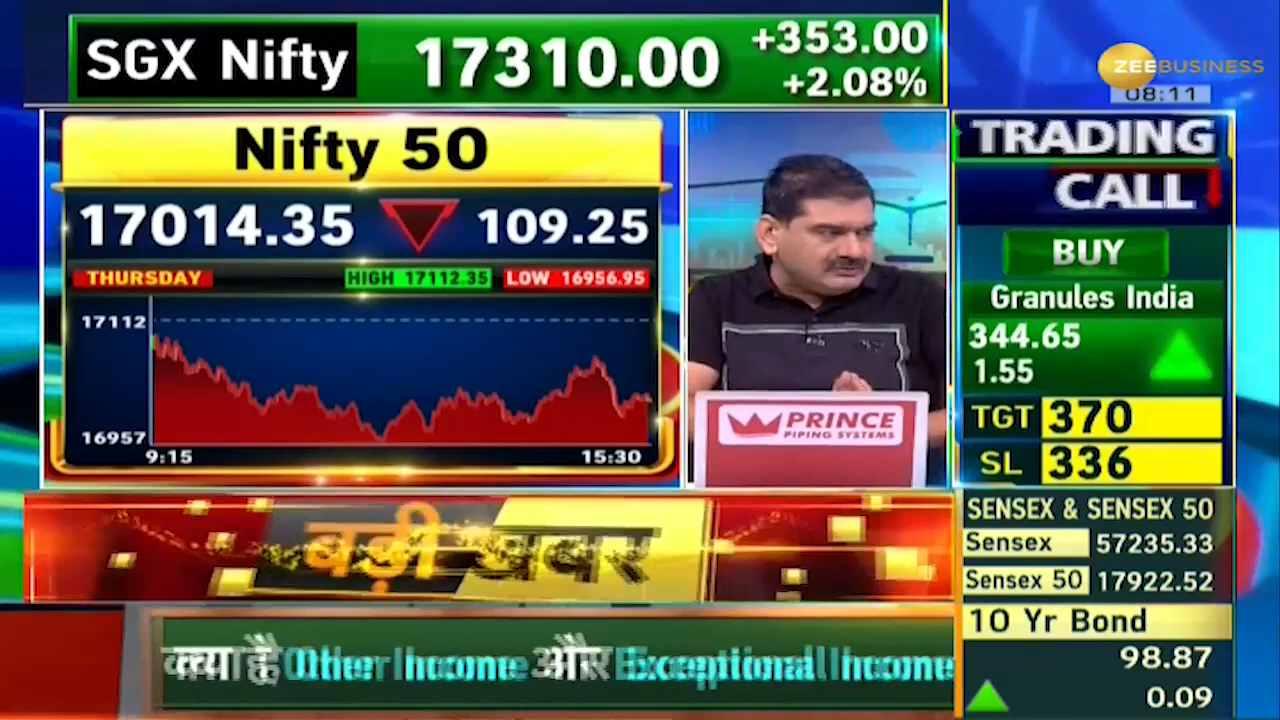 SGX Nifty
17310.00
+353.00
+2.08%
ZEEBUSINESS
08:11
Nifty 50
17014.35
109.25
THURSDAY
HIGH 17112.35
LOW 16956.95
17112
16957
9:15
15:30
PRINCE
PIPING SYSTEMS
TRADING
CALL
BUY
Granules India
344.65
1.55
TGT 370
SL 336
SENSEX & SENSEX 50
Sensex 57235.33
Sensex 50 17922.52
10 Yr Bond
98.87
0.09
बड़ी खबर
क्या है Other Income और Exceptional Income